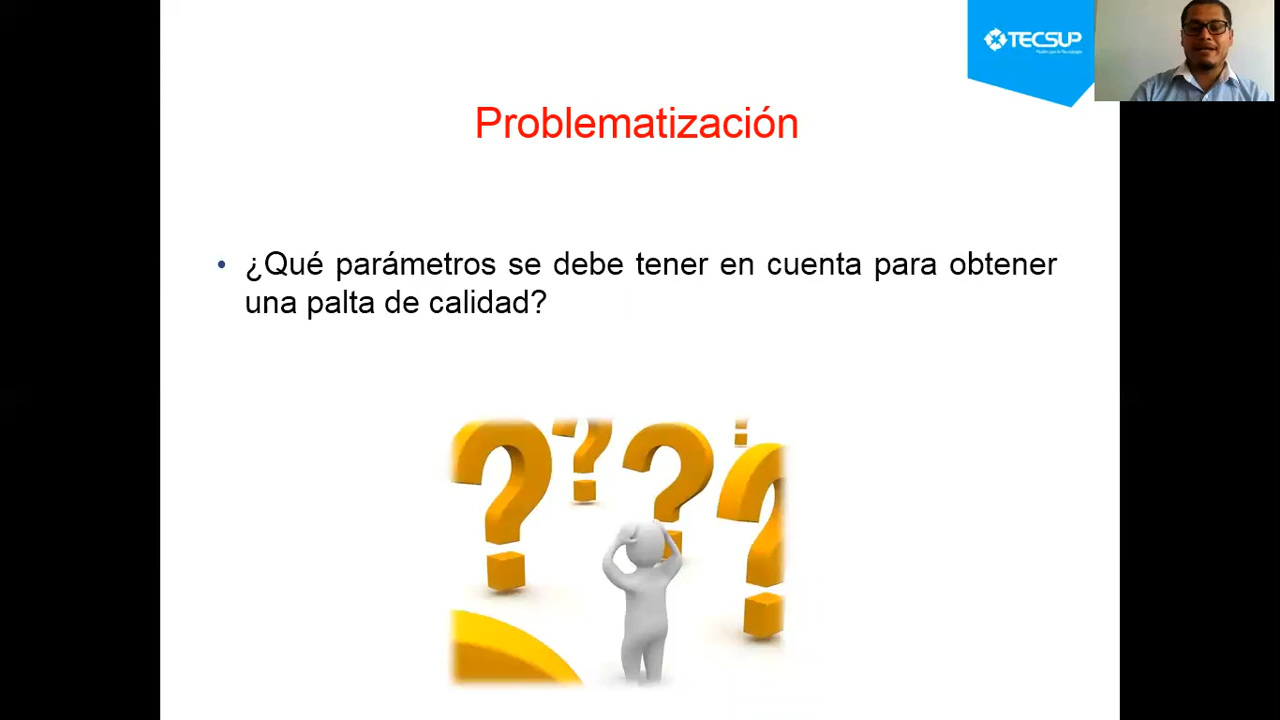 TECSUP
Problematización
• ¿Qué parámetros se debe tener en cuenta para obtener
una palta de calidad?